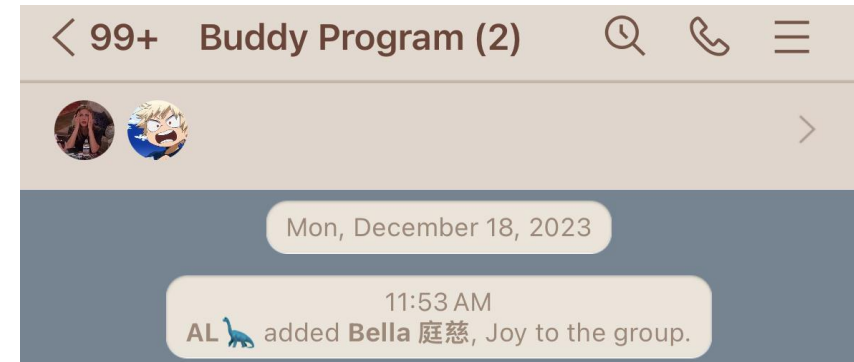 99+ Buddy Program (2)
Mon, December 18, 2023
11:53 AM
AL🦕 added Bella 庭慈, Joy to the group.